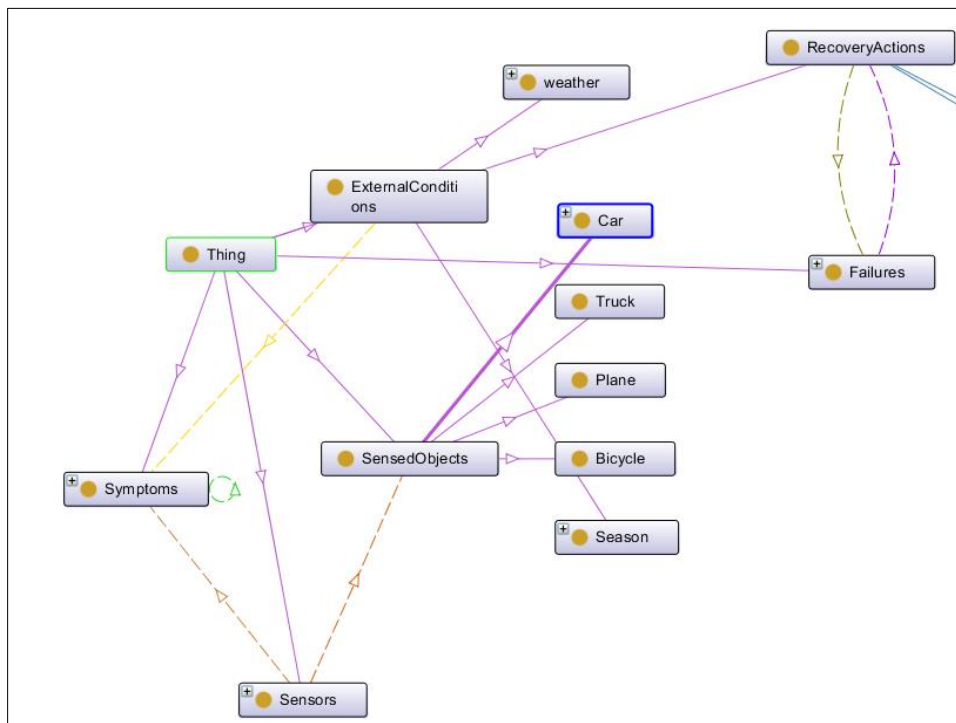 RecoveryActions
weather
ExternalConditi
ons
Car
Thing
Failures
Truck
Plane
SensedObjects
Bicycle
Symptoms
Season
Sensors